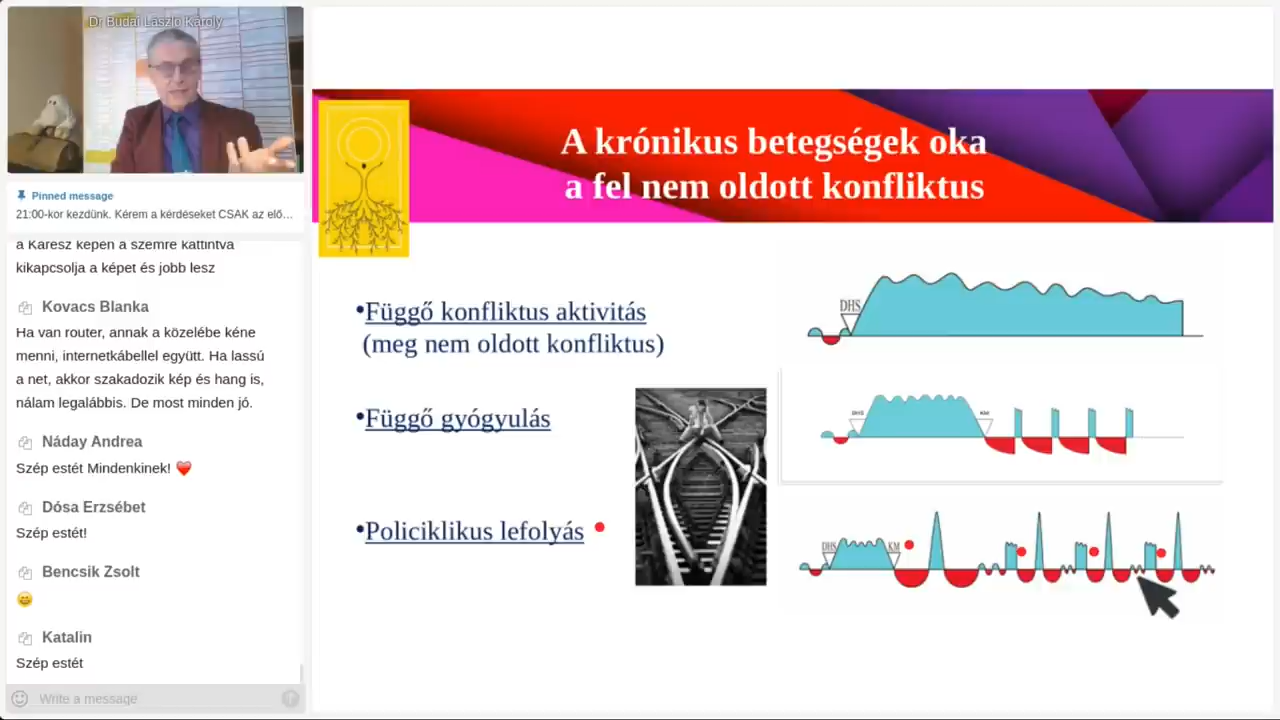 Dr Budai László Károly
Pinned message
21:00-kor kezdünk. Kérem a kérdéseket CSAK az elő…
a Karesz képen a szemre kattintva
kikapcsolja a képet és jobb lesz
Kovacs Blanka
Ha van router, annak a közelébe kéne
menni, internetkábellel együtt. Ha lassú
a net, akkor szakadozik kép és hang is,
nálam legalábbis. De most minden jó.
Náday Andrea
Szép estét Mindenkinek! ❤️
Dósa Erzsébet
Szép estét!
Bencsik Zsolt
😄
Katalin
Szép estét
Write a message
A krónikus betegségek oka
a fel nem oldott konfliktus
•Függő konfliktus aktivitás
(meg nem oldott konfliktus)
•Függő gyógyulás
•Policiklikus lefolyás
DHS
DHS KM
DHS KM